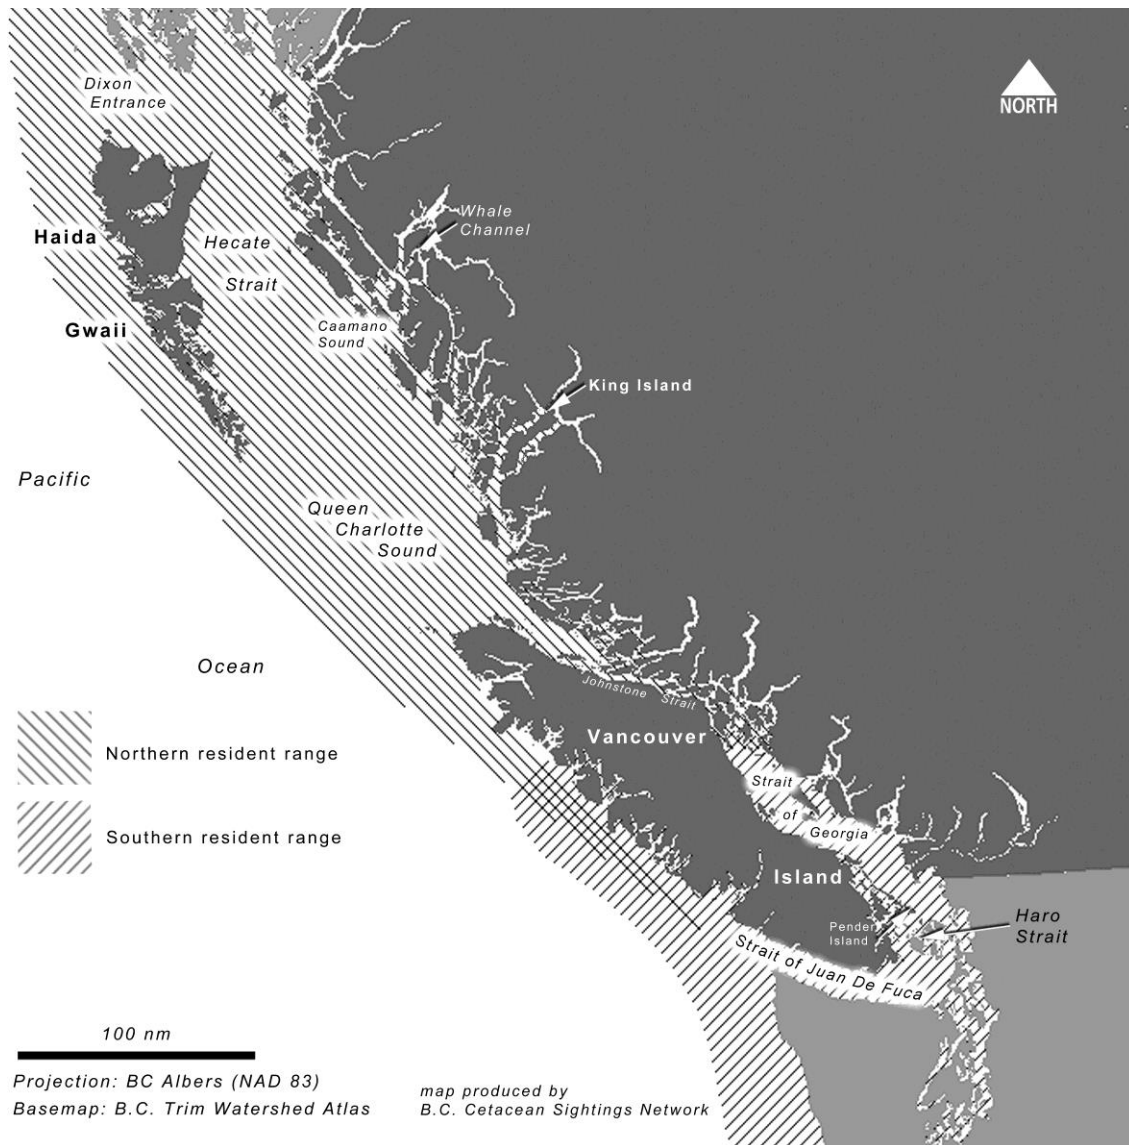 Dixon
Entrance
NORTH
Whale
Channel
Haida
Hecate
Strait
Gwaii
Caamano
Sound
King Island
Pacific
Queen
Charlotte
Sound
Ocean
Johnstone Strait
Vancouver
Northern resident range
Strait
of
Georgia
Southern resident range
Island
Pender
Island
Haro
Strait
Strait of Juan De Fuca
100 nm
Projection: BC Albers (NAD 83)
Basemap: B.C. Trim Watershed Atlas
map produced by
B.C. Cetacean Sightings Network